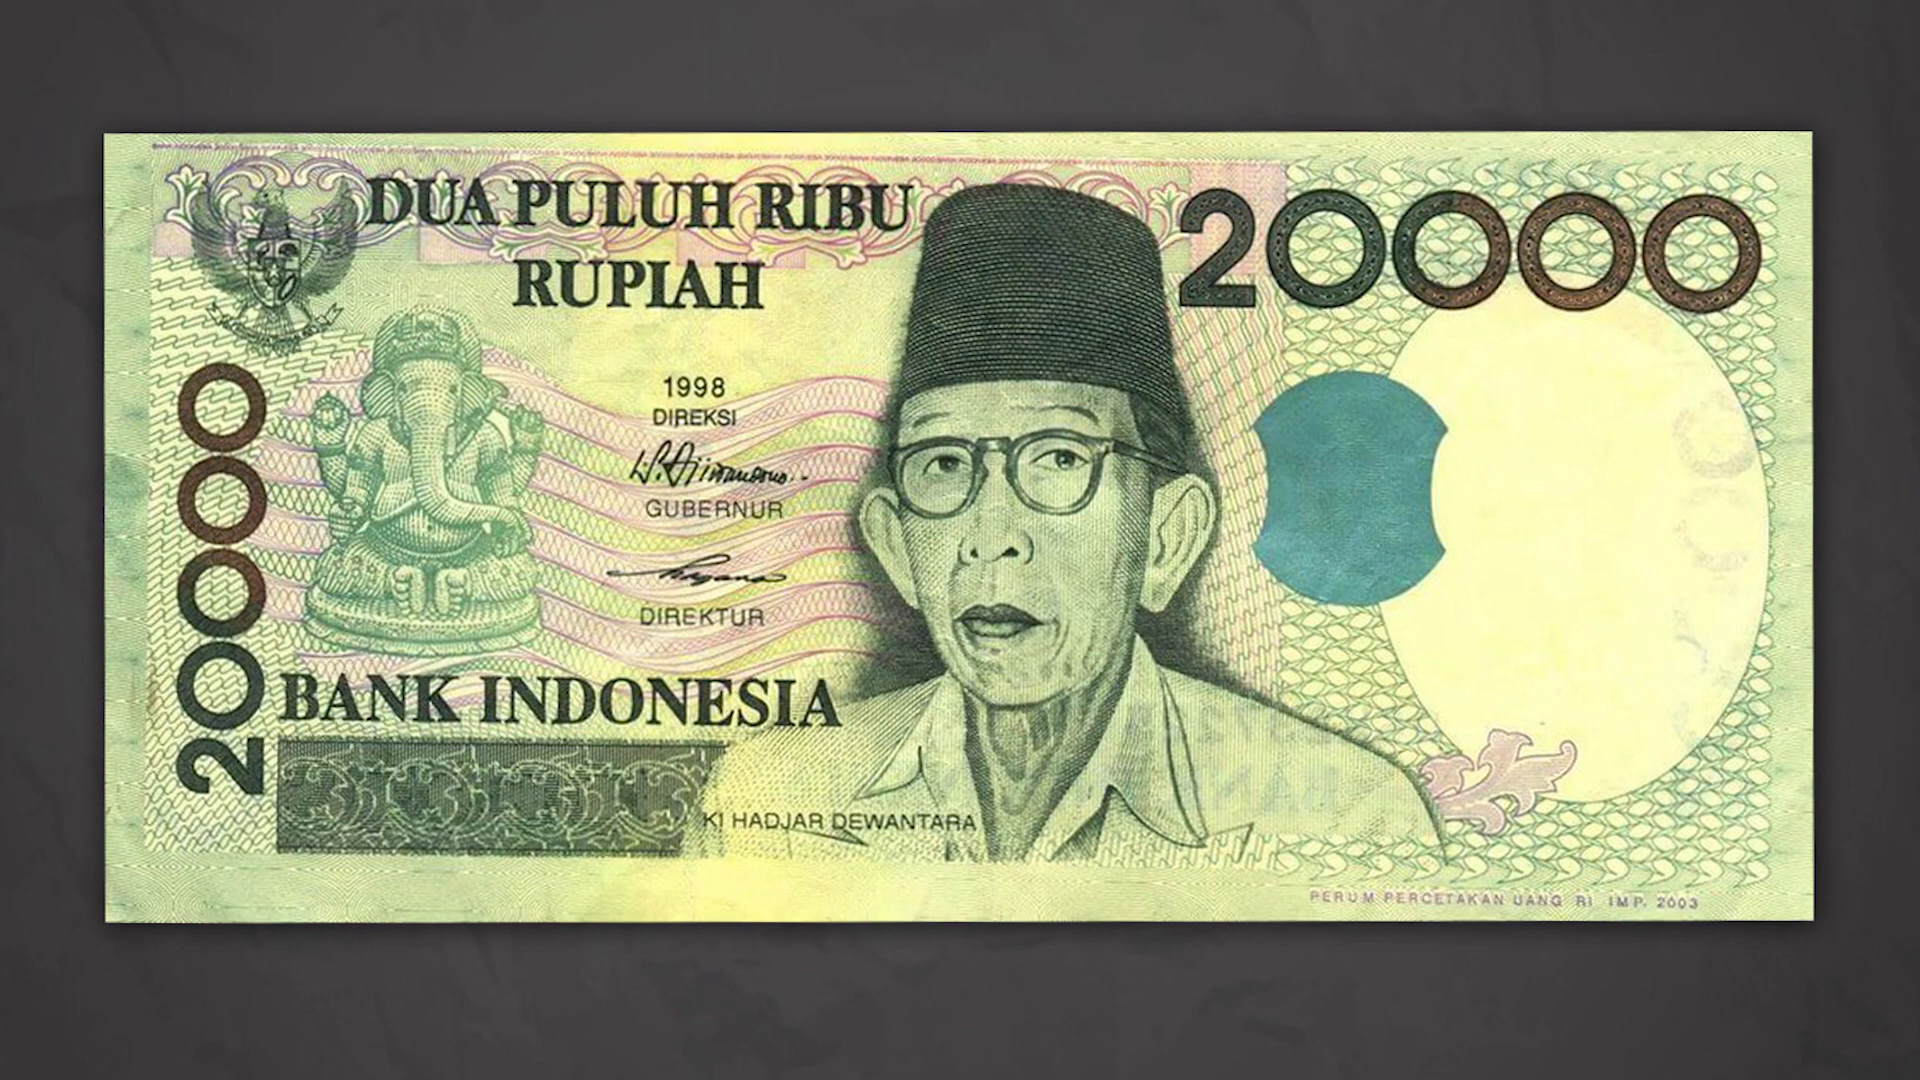 DUA PULUH RIBU
RUPIAH
20000
1998
DIREKSI
GUBERNUR
DIREKTUR
20000
BANK INDONESIA
KI HADJAR DEWANTARA
PERUM PERCETAKAN UANG RI IMP. 2003